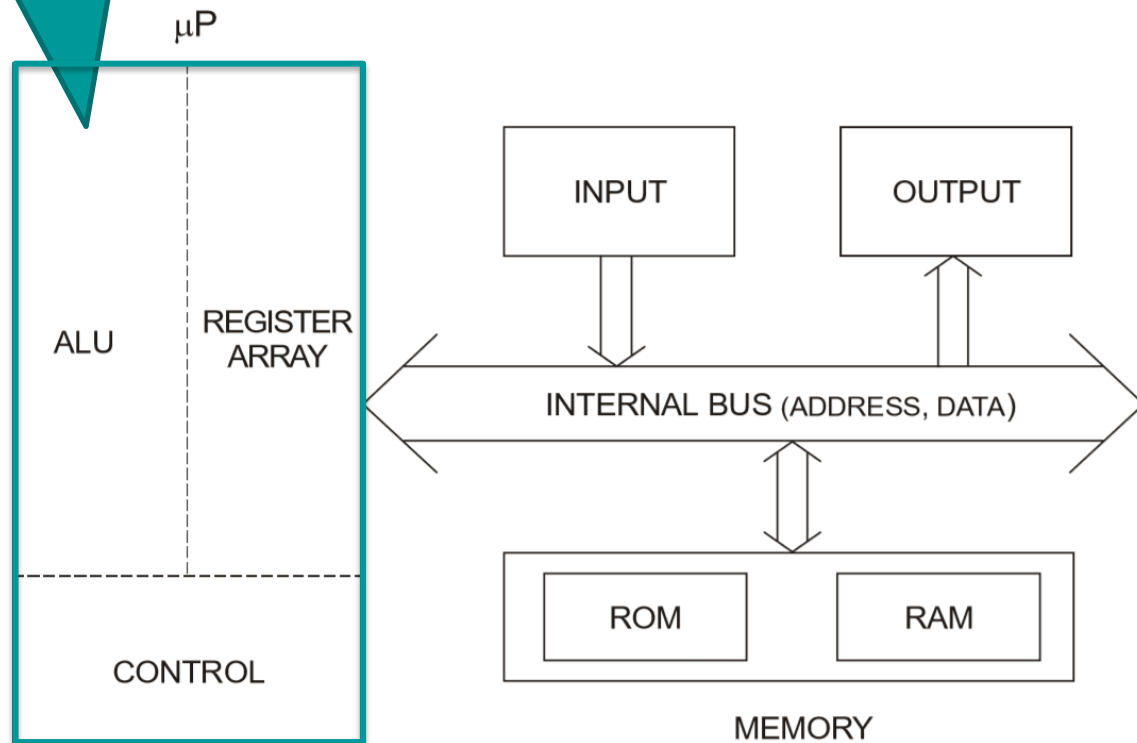 μP
INPUT
OUTPUT
ALU
REGISTER
ARRAY
INTERNAL BUS (ADDRESS, DATA)
ROM
RAM
CONTROL
MEMORY